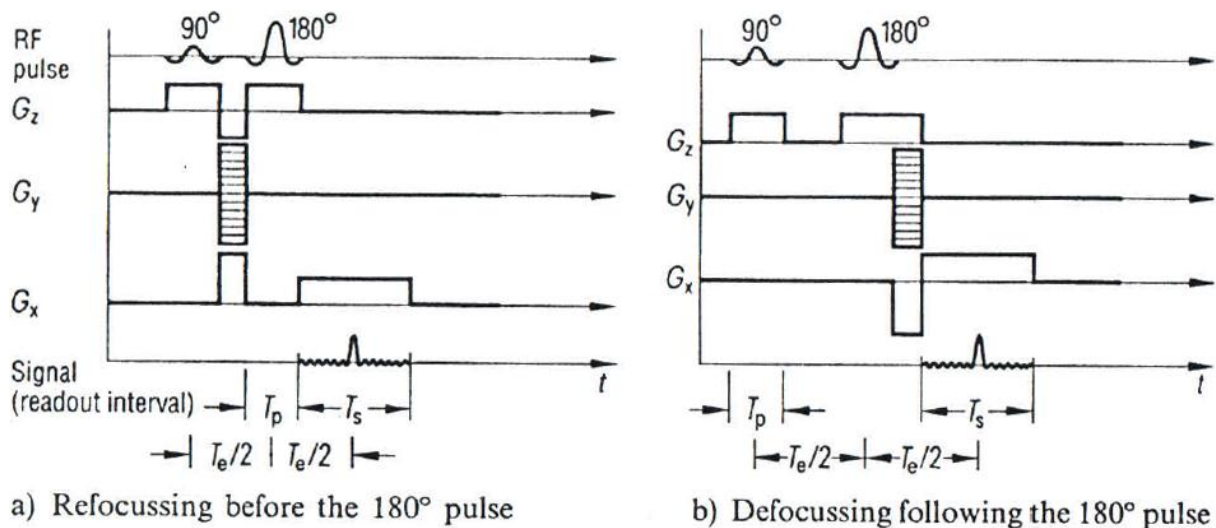 90°
180°
RF
pulse
G_z
G_y
G_x
Signal
(readout interval)
t
T_p
T_s
T_e/2
T_e/2
a) Refocussing before the 180° pulse
90°
180°
G_z
G_y
G_x
t
T_p
T_s
T_e/2
T_e/2
b) Defocussing following the 180° pulse